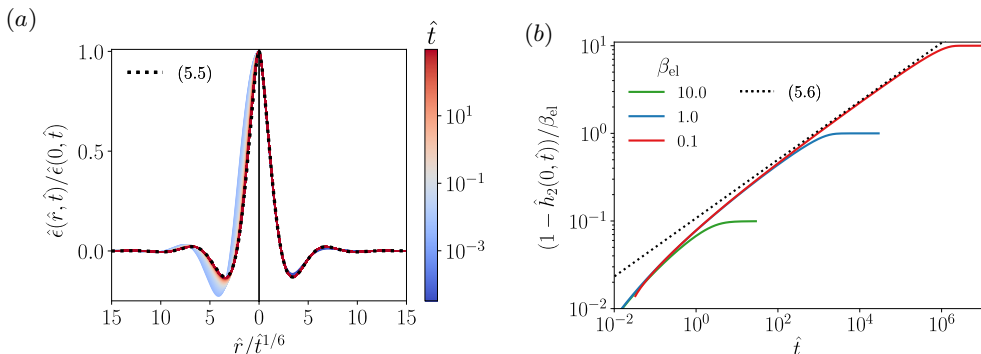 (a)
t̂
1.0
0.5
0.0
ε̂(r̂, t̂)/ε̂(0, t̂)
(5.5)
15 10 5 0 5 10 15
r̂/t̂^{1/6}
10^1
10^{-1}
10^{-3}
(b)
10^1
10^0
10^{-1}
10^{-2}
(1 − ĥ_2(0, t̂))/β_el
β_el
10.0
1.0
0.1
(5.6)
10^{-2} 10^0 10^2 10^4 10^6
t̂